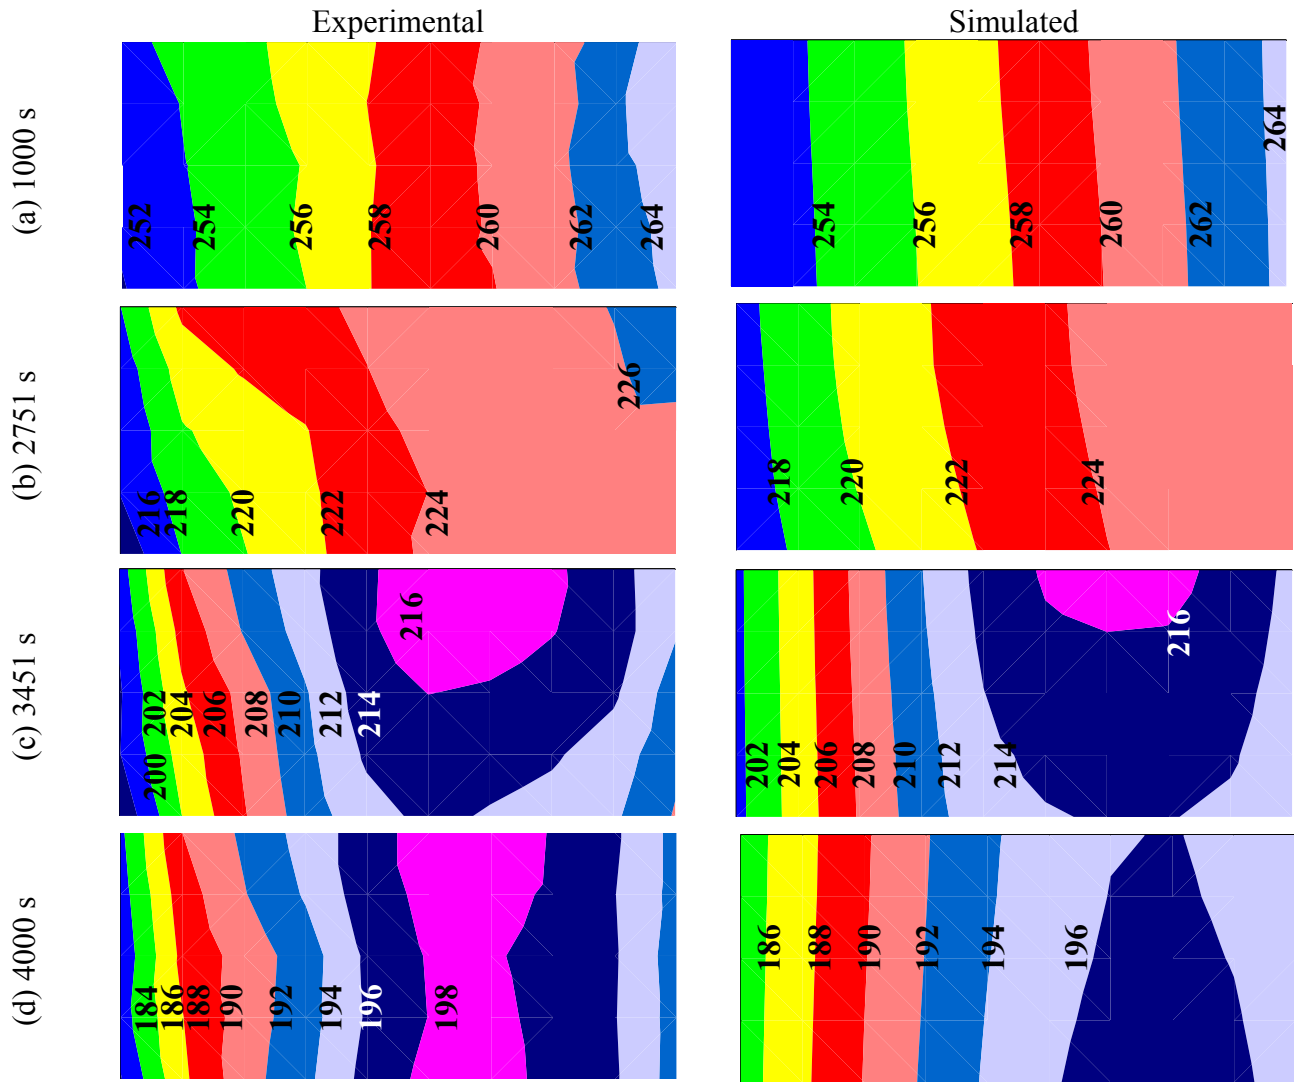 Experimental
Simulated
(a) 1000 s
252 254 256 258 260 262 264
254 256 258 260 262 264
(b) 2751 s
216 218 220 222 224 226
218 220 222 224
(c) 3451 s
200 202 204 206 208 210 212 214 216
202 204 206 208 210 212 214 216
(d) 4000 s
184 186 188 190 192 194 196 198
186 188 190 192 194 196